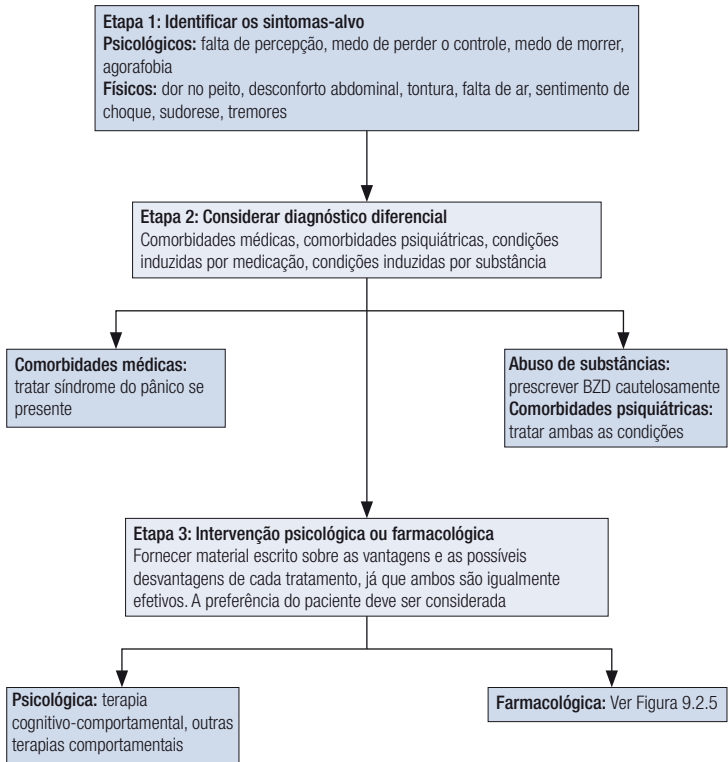 Etapa 1: Identificar os sintomas-alvo
Psicológicos: falta de percepção, medo de perder o controle, medo de morrer,
agorafobia
Físicos: dor no peito, desconforto abdominal, tontura, falta de ar, sentimento de
choque, sudorese, tremores
Etapa 2: Considerar diagnóstico diferencial
Comorbidades médicas, comorbidades psiquiátricas, condições
induzidas por medicação, condições induzidas por substância
Comorbidades médicas:
tratar síndrome do pânico se
presente
Abuso de substâncias:
prescrever BZD cautelosamente
Comorbidades psiquiátricas:
tratar ambas as condições
Etapa 3: Intervenção psicológica ou farmacológica
Fornecer material escrito sobre as vantagens e as possíveis
desvantagens de cada tratamento, já que ambos são igualmente
efetivos. A preferência do paciente deve ser considerada
Psicológica: terapia
cognitivo-comportamental, outras
terapias comportamentais
Farmacológica: Ver Figura 9.2.5